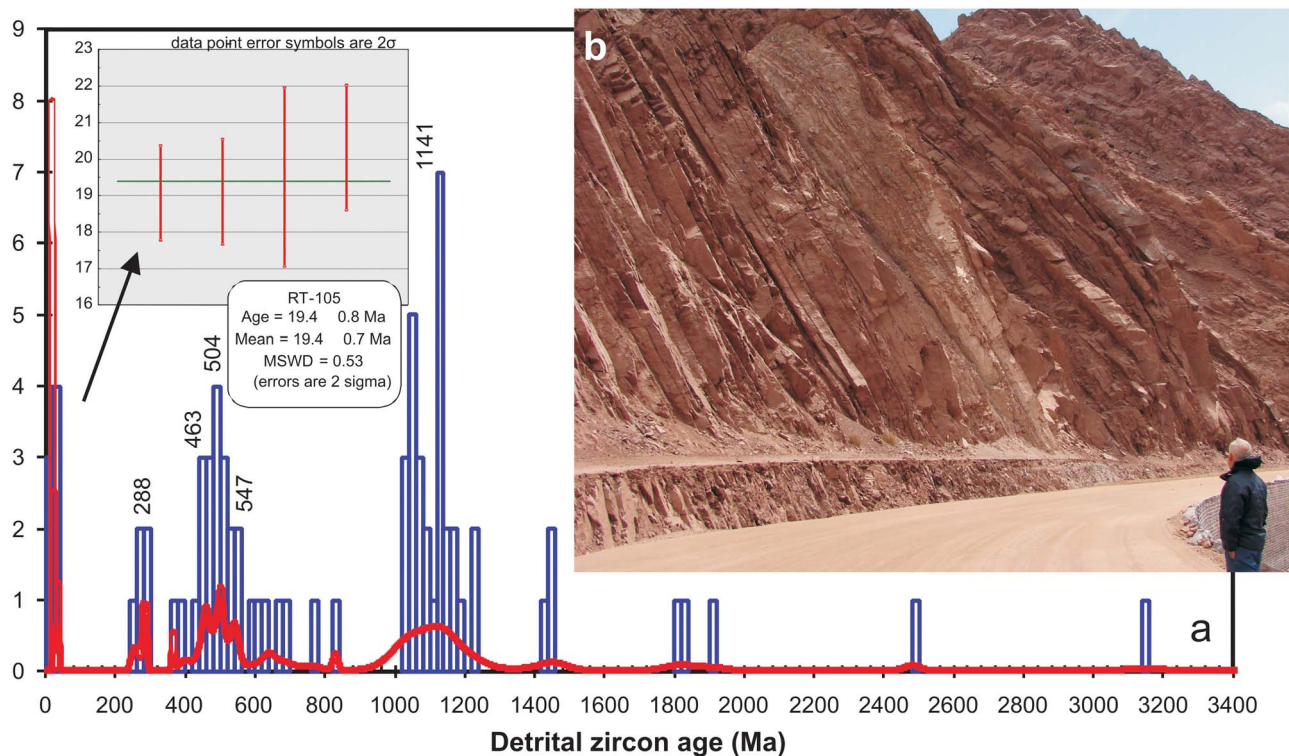 9
8
7
6
5
4
3
2
1
0
data point error symbols are 2σ
23
22
21
20
19
18
17
16
RT-105
Age = 19.4 0.8 Ma
Mean = 19.4 0.7 Ma
MSWD = 0.53
(errors are 2 sigma)
288
463
504
547
1141
b
a
0 200 400 600 800 1000 1200 1400 1600 1800 2000 2200 2400 2600 2800 3000 3200 3400
Detrital zircon age (Ma)